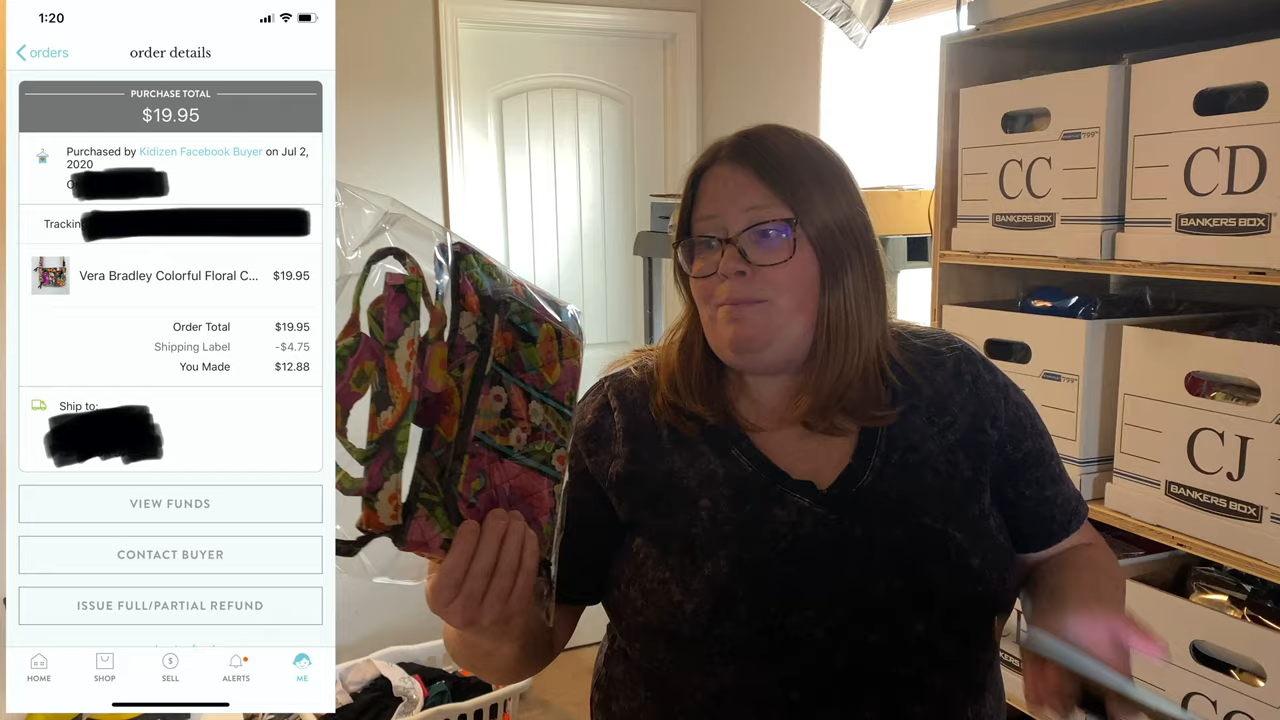 1:20
orders
order details
PURCHASE TOTAL
$19.95
Purchased by Kidizen Facebook Buyer on Jul 2,
2020
Trackin
Vera Bradley Colorful Floral C... $19.95
Order Total $19.95
Shipping Label -$4.75
You Made $12.88
Ship to:
VIEW FUNDS
CONTACT BUYER
ISSUE FULL/PARTIAL REFUND
HOME SHOP SELL ALERTS ME
CC
BANKERS BOX
799
CD
BANKERS BOX
799
CJ
BANKERS BOX